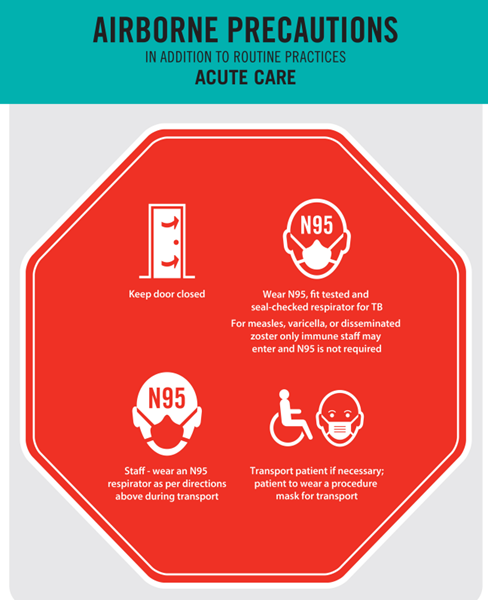 AIRBORNE PRECAUTIONS
IN ADDITION TO ROUTINE PRACTICES
ACUTE CARE
Keep door closed
N95
Wear N95, fit tested and
seal-checked respirator for TB
For measles, varicella, or disseminated
zoster only immune staff may
enter and N95 is not required
N95
Staff - wear an N95
respirator as per directions
above during transport
Transport patient if necessary;
patient to wear a procedure
mask for transport